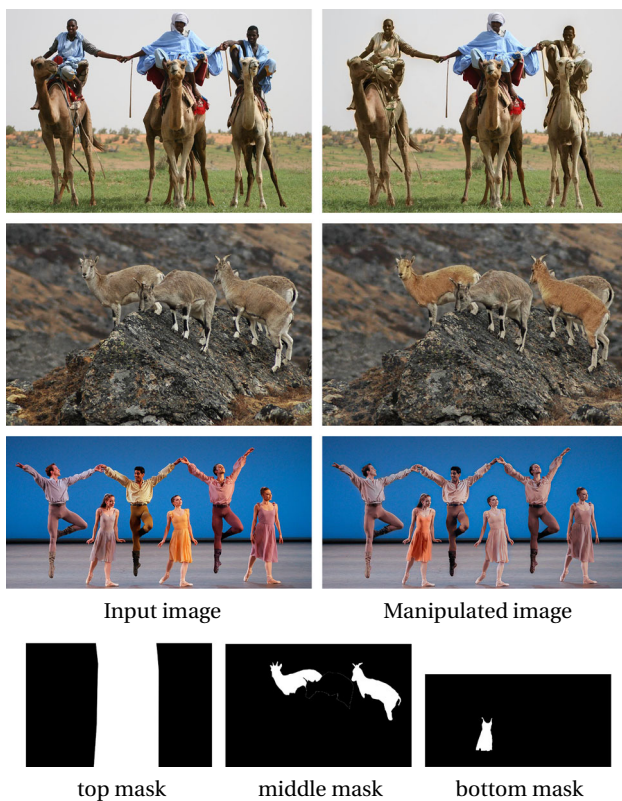 Input image
Manipulated image
top mask
middle mask
bottom mask